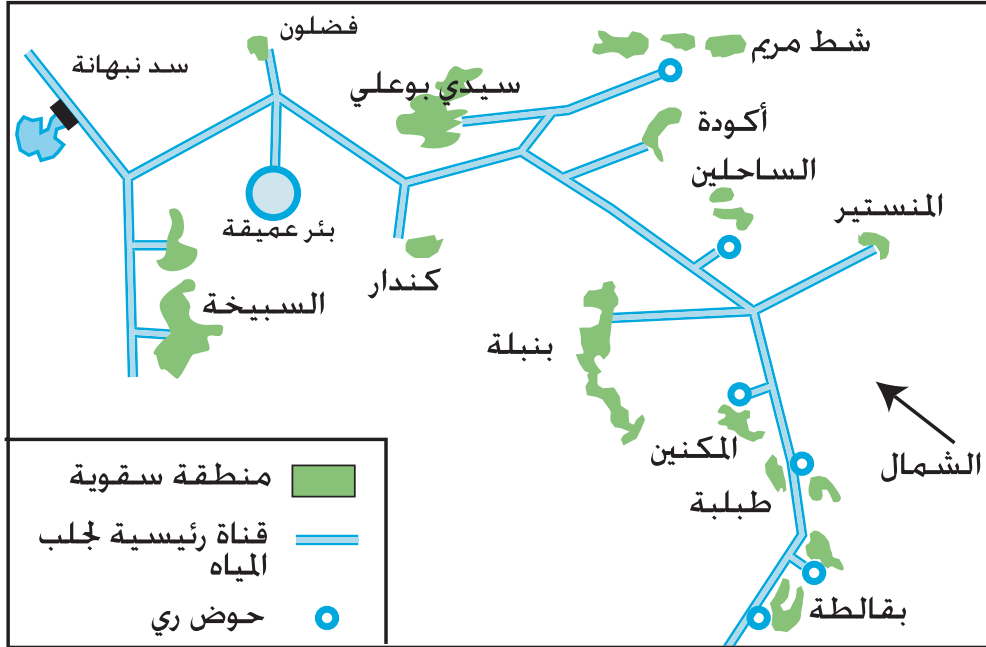 فضلون
شط مريم
سد نبهانة
سيدي بوعلي
أكودة
الساحلين
المنستير
بئر عميقة
كندار
السبيخة
بنبلة
المكنين
الشمال
طبلبة
بقالطة
منطقة سقوية
قناة رئيسية لجلب
المياه
حوض ري